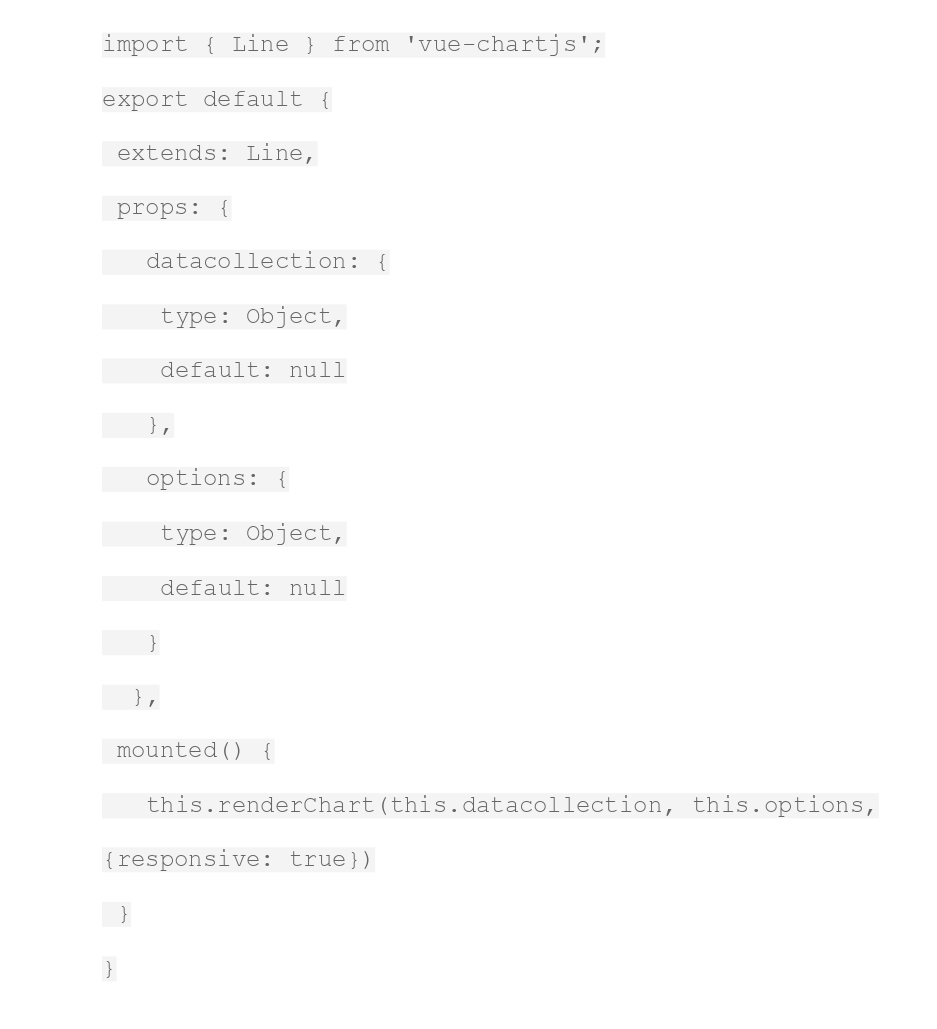 import { Line } from 'vue-chartjs';
export default {
 extends: Line,
 props: {
   datacollection: {
    type: Object,
    default: null
   },
   options: {
    type: Object,
    default: null
   }
  },
 mounted() {
   this.renderChart(this.datacollection, this.options,
{responsive: true})
 }
}